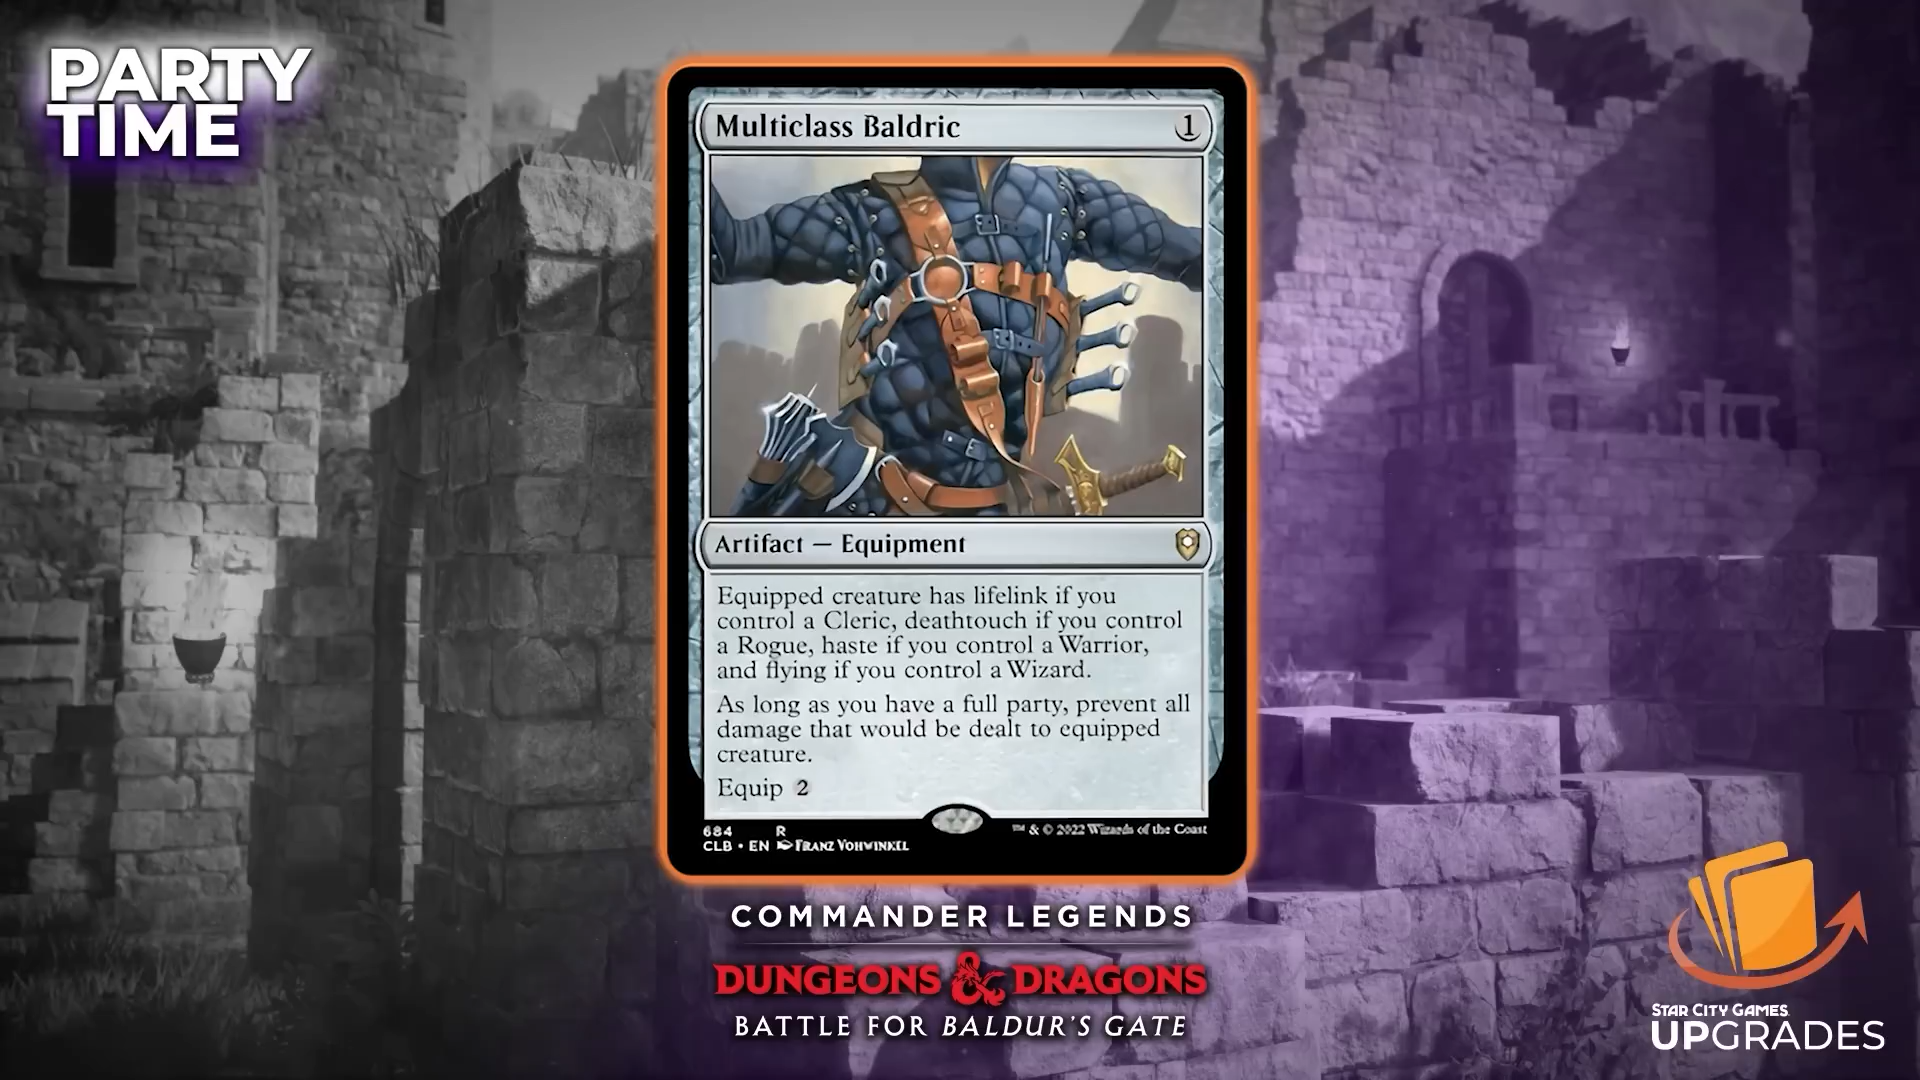 PARTY
TIME
Multiclass Baldric
1
Artifact — Equipment
Equipped creature has lifelink if you
control a Cleric, deathtouch if you control
a Rogue, haste if you control a Warrior,
and flying if you control a Wizard.
As long as you have a full party, prevent all
damage that would be dealt to equipped
creature.
Equip 2
684 R
CLB • EN FRANZ VOHWINKEL
™ & © 2022 Wizards of the Coast
COMMANDER LEGENDS
DUNGEONS & DRAGONS
BATTLE FOR BALDUR'S GATE
STAR CITY GAMES
UPGRADES